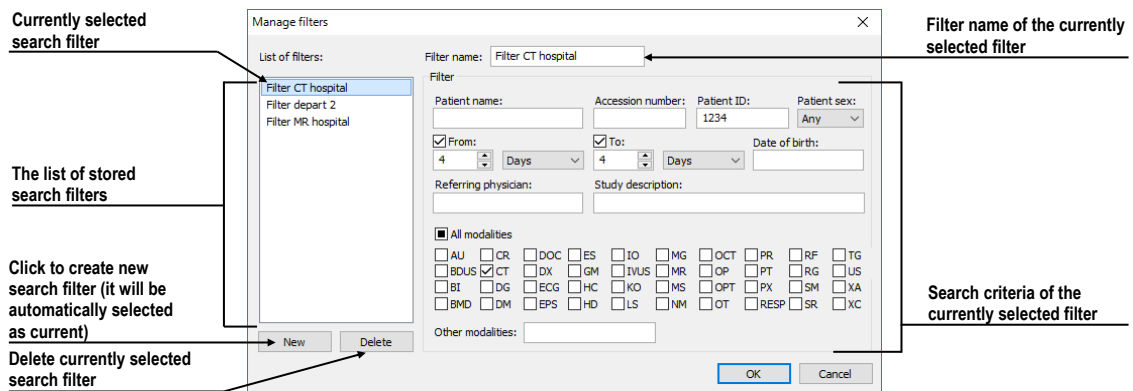 Currently selected
search filter
The list of stored
search filters
Click to create new
search filter (it will be
automatically selected
as current)
Delete currently selected
search filter
Manage filters
List of filters:
Filter CT hospital
Filter depart 2
Filter MR hospital
New Delete
Filter name: Filter CT hospital
Filter
Patient name: Accession number: Patient ID: Patient sex:
1234 Any
From: To: Date of birth:
4 Days 4 Days
Referring physician: Study description:
All modalities
AU CR DOC ES IO MG OCT PR RF TG
BDUS CT DX GM IVUS MR OP PT RG US
BI DG ECG HC KO MS OPT PX SM XA
BMD DM EPS HD LS NM OT RESP SR XC
Other modalities:
OK Cancel
Filter name of the currently
selected filter
Search criteria of the
currently selected filter